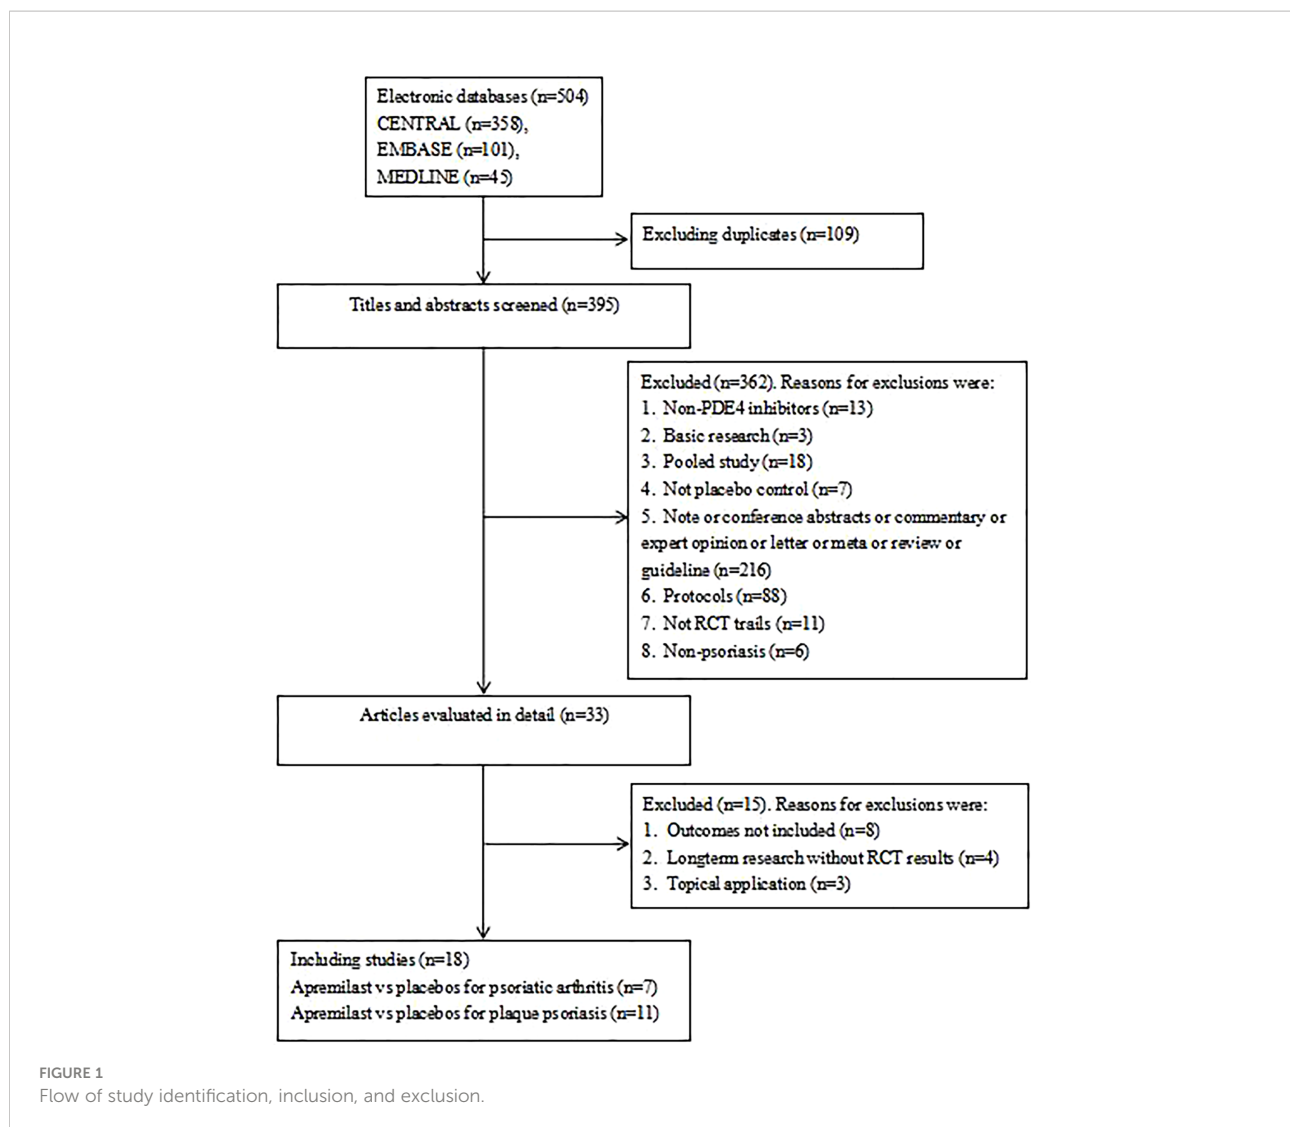 Electronic databases (n=504)
CENTRAL (n=358),
EMBASE (n=101),
MEDLINE (n=45)
Excluding duplicates (n=109)
Titles and abstracts screened (n=395)
Excluded (n=362). Reasons for exclusions were:
1. Non-PDE4 inhibitors (n=13)
2. Basic research (n=3)
3. Pooled study (n=18)
4. Not placebo control (n=7)
5. Note or conference abstracts or commentary or
expert opinion or letter or meta or review or
guideline (n=216)
6. Protocols (n=88)
7. Not RCT trails (n=11)
8. Non-psoriasis (n=6)
Articles evaluated in detail (n=33)
Excluded (n=15). Reasons for exclusions were:
1. Outcomes not included (n=8)
2. Longterm research without RCT results (n=4)
3. Topical application (n=3)
Including studies (n=18)
Apremilast vs placebos for psoriatic arthritis (n=7)
Apremilast vs placebos for plaque psoriasis (n=11)
FIGURE 1
Flow of study identification, inclusion, and exclusion.